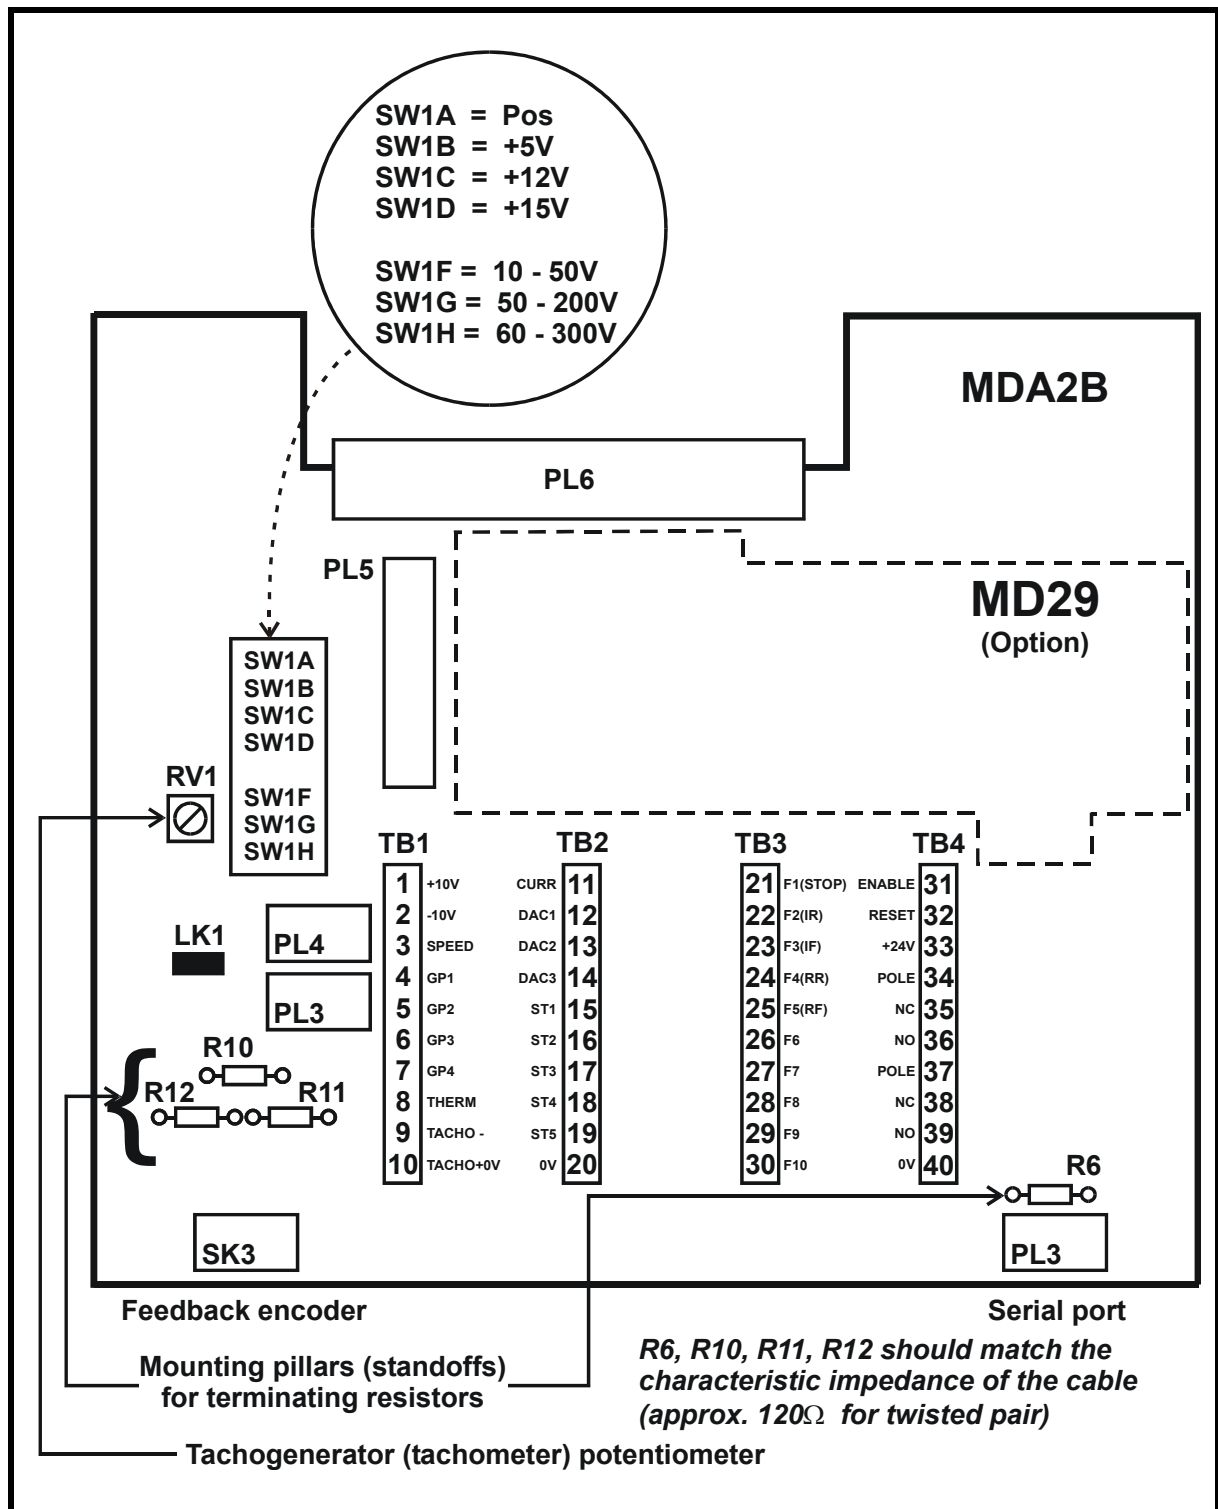 SW1A = Pos
SW1B = +5V
SW1C = +12V
SW1D = +15V
SW1F = 10 - 50V
SW1G = 50 - 200V
SW1H = 60 - 300V
MDA2B
PL6
PL5
MD29
(Option)
SW1A
SW1B
SW1C
SW1D
SW1F
SW1G
SW1H
RV1
LK1
PL4
PL3
R10
R12
R11
TB1
1 +10V
2 -10V
3 SPEED
4 GP1
5 GP2
6 GP3
7 GP4
8 THERM
9 TACHO -
10 TACHO+0V
TB2
CURR 11
DAC1 12
DAC2 13
DAC3 14
ST1 15
ST2 16
ST3 17
ST4 18
ST5 19
0V 20
TB3
21 F1(STOP)
22 F2(IR)
23 F3(IF)
24 F4(RR)
25 F5(RF)
26 F6
27 F7
28 F8
29 F9
30 F10
TB4
ENABLE 31
RESET 32
+24V 33
POLE 34
NC 35
NO 36
POLE 37
NC 38
NO 39
0V 40
R6
SK3
PL3
Feedback encoder
Serial port
Mounting pillars (standoffs)
for terminating resistors
R6, R10, R11, R12 should match the
characteristic impedance of the cable
(approx. 120Ω for twisted pair)
Tachogenerator (tachometer) potentiometer